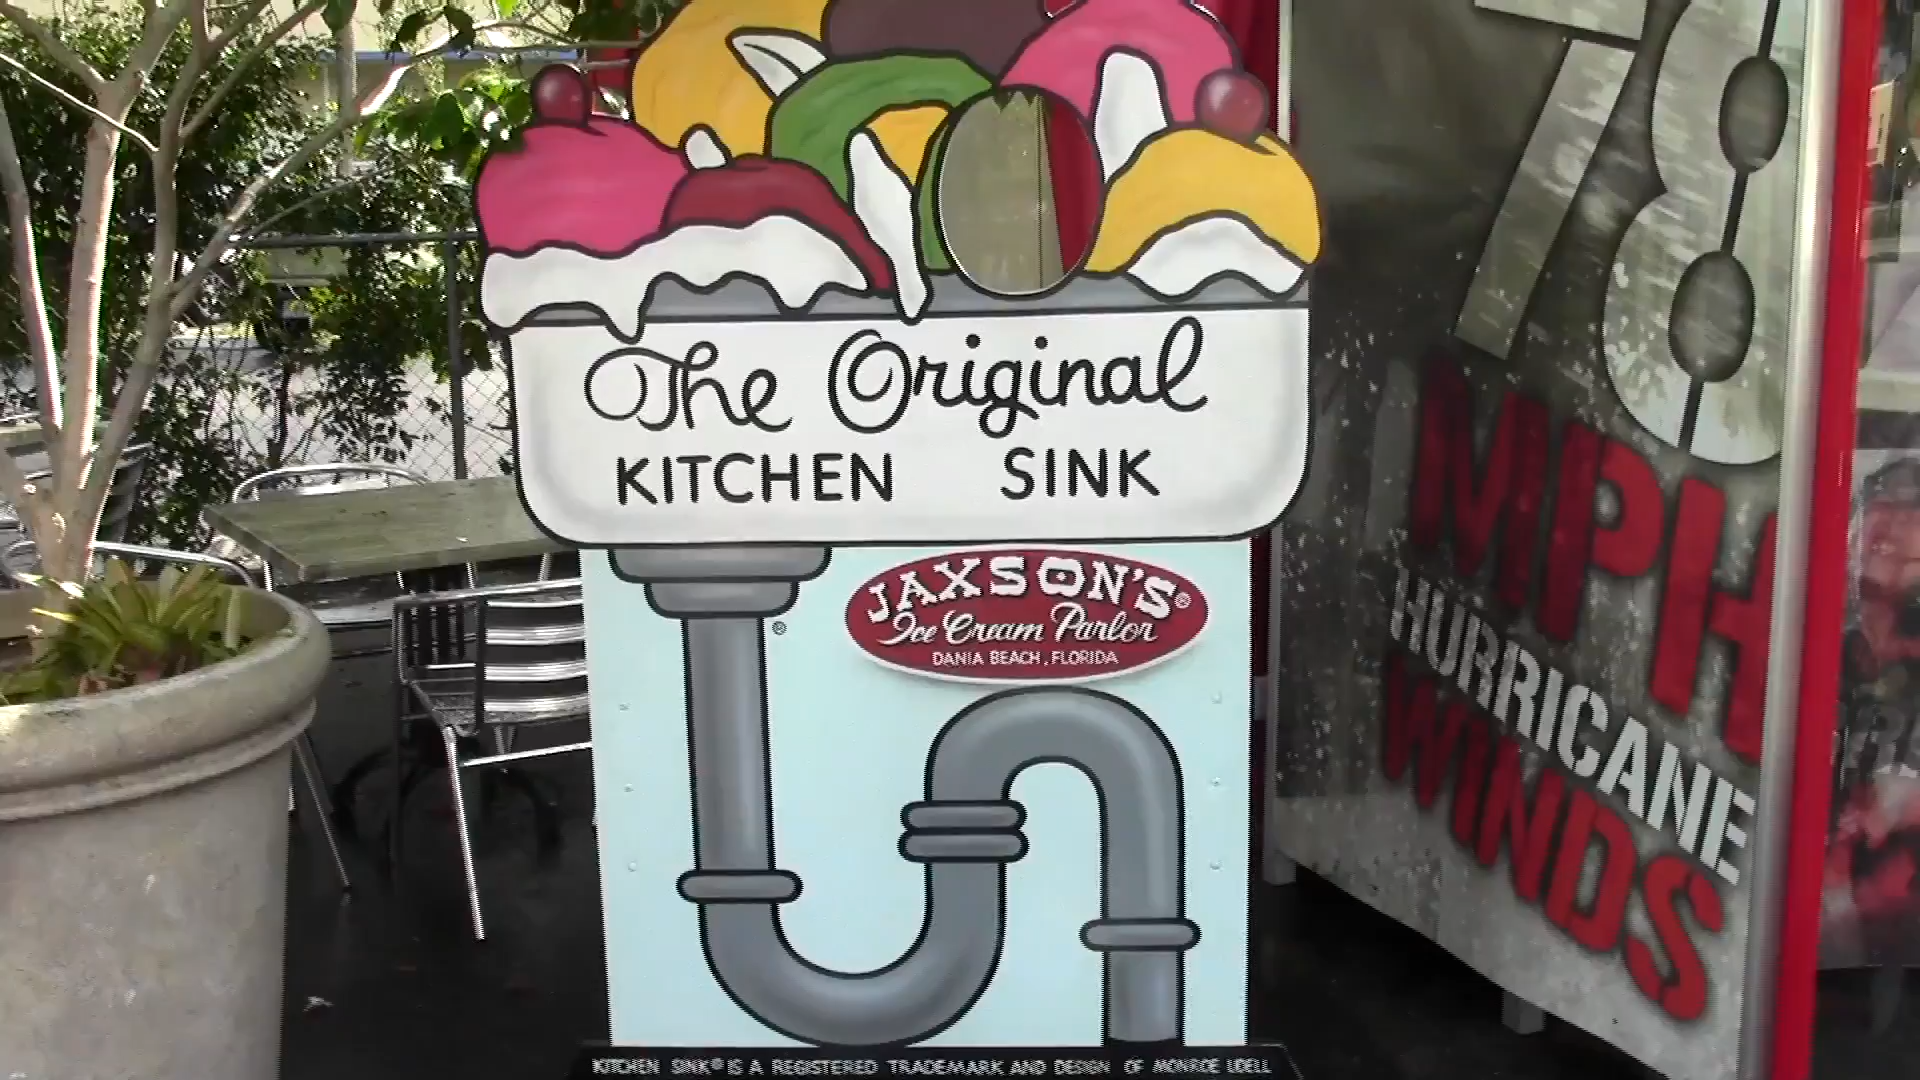 The Original
KITCHEN SINK
®
JAXSON'S®
Ice Cream Parlor
DANIA BEACH, FLORIDA
KITCHEN SINK® IS A REGISTERED TRADEMARK AND DESIGN OF MONROE UDELL
78
MPH
HURRICANE
WINDS